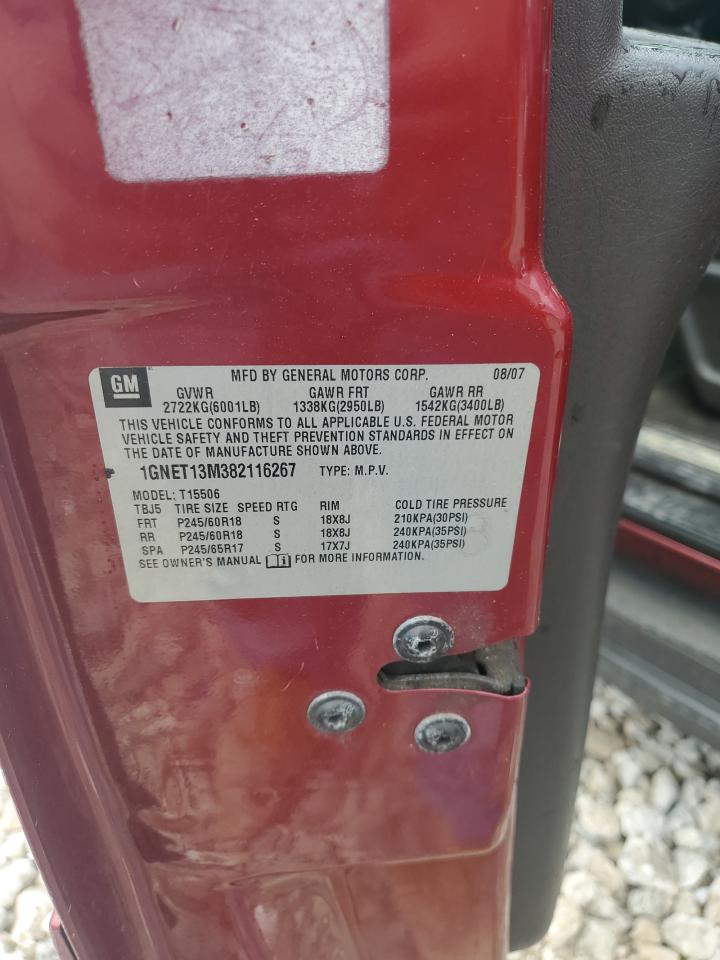 GM MFD BY GENERAL MOTORS CORP. 08/07
GVWR GAWR FRT GAWR RR
2722KG(6001LB) 1338KG(2950LB) 1542KG(3400LB)
THIS VEHICLE CONFORMS TO ALL APPLICABLE U.S. FEDERAL MOTOR
VEHICLE SAFETY AND THEFT PREVENTION STANDARDS IN EFFECT ON
THE DATE OF MANUFACTURE SHOWN ABOVE.
1GNET13M382116267 TYPE: M.P.V.
MODEL: T15506
TBJ5 TIRE SIZE SPEED RTG RIM COLD TIRE PRESSURE
FRT P245/60R18 S 18X8J 210KPA(30PSI)
RR P245/60R18 S 18X8J 240KPA(35PSI)
SPA P245/65R17 S 17X7J 240KPA(35PSI)
SEE OWNER'S MANUAL i FOR MORE INFORMATION.